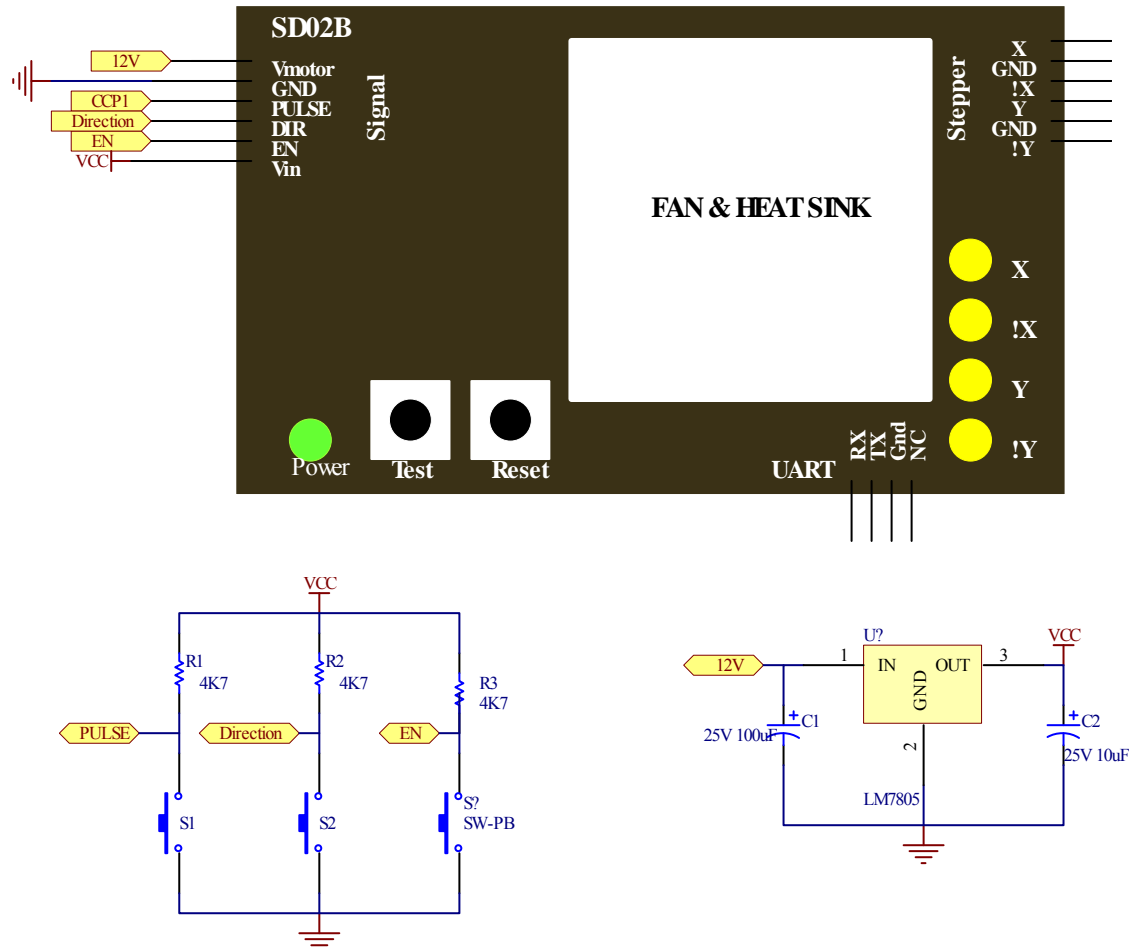 SD02B
12V
Vmotor
GND
CCP1
PULSE
Direction
DIR
EN
EN
VCC
Vin
Signal
FAN & HEAT SINK
Stepper
X
GND
!X
Y
GND
!Y
X
!X
Y
!Y
Power
Test
Reset
UART
RX
TX
Gnd
NC
VCC
R1
4K7
R2
4K7
R3
4K7
PULSE
Direction
EN
S1
S2
S?
SW-PB
U?
VCC
12V
1
IN
OUT
3
GND
2
C1
25V 100uF
C2
25V 10uF
LM7805